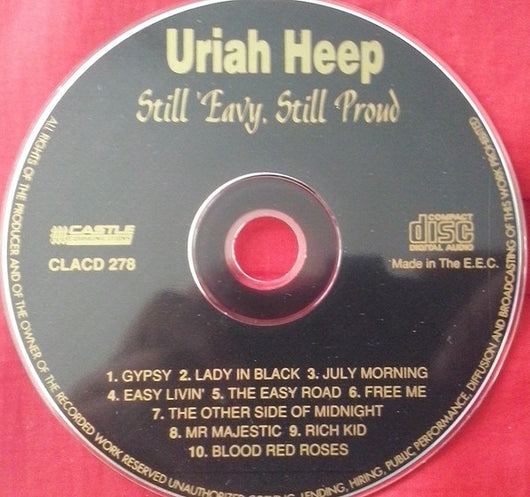 Uriah Heep
Still 'Eavy, Still Proud
CASTLE
COMMUNICATIONS
CLACD 278
COMPACT
disc
DIGITAL AUDIO
Made in The E.E.C.
1. GYPSY 2. LADY IN BLACK 3. JULY MORNING
4. EASY LIVIN' 5. THE EASY ROAD 6. FREE ME
7. THE OTHER SIDE OF MIDNIGHT
8. MR MAJESTIC 9. RICH KID
10. BLOOD RED ROSES
ALL RIGHTS OF THE PRODUCER AND OF THE OWNER OF THE RECORDED WORK RESERVED UNAUTHORIZED LENDING, HIRING, PUBLIC PERFORMANCE, DIFFUSION AND BROADCASTING OF THIS WORK PROHIBITED